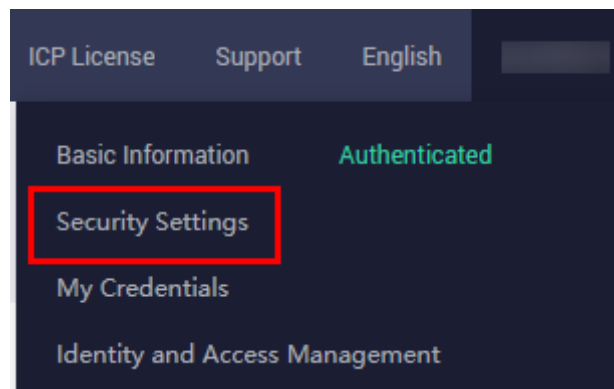 ICP License Support English
Basic Information Authenticated
Security Settings
My Credentials
Identity and Access Management